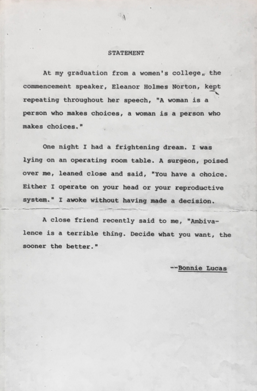 STATEMENT
At my graduation from a women's college, the
commencement speaker, Eleanor Holmes Norton, kept
repeating throughout her speech, "A woman is a
person who makes choices, a woman is a person who
makes choices."
One night I had a frightening dream. I was
lying on an operating room table. A surgeon, poised
over me, leaned close and said, "You have a choice.
Either I operate on your head or your reproductive
system." I awoke without having made a decision.
A close friend recently said to me, "Ambiva-
lence is a terrible thing. Decide what you want, the
sooner the better."
--Bonnie Lucas